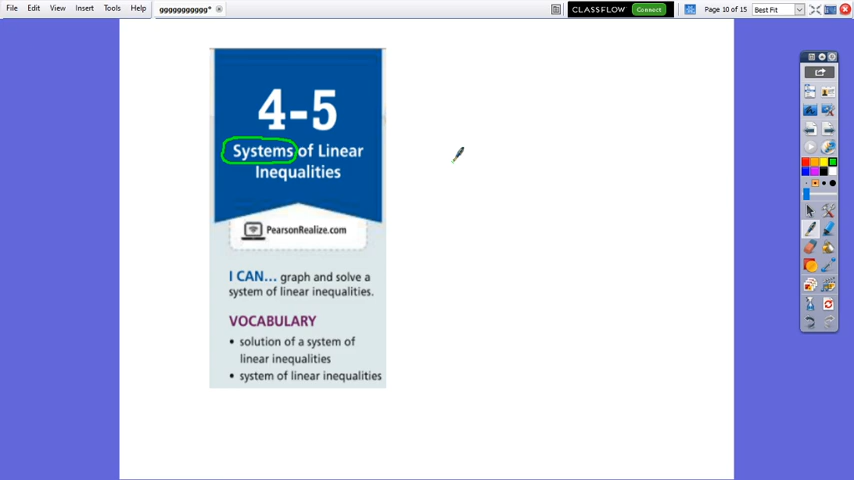 File Edit View Insert Tools Help
gggggggggggg*
CLASSFLOW Connect
Page 10 of 15
Best Fit
4-5
Systems of Linear
Inequalities
PearsonRealize.com
I CAN... graph and solve a
system of linear inequalities.
VOCABULARY
• solution of a system of
linear inequalities
• system of linear inequalities